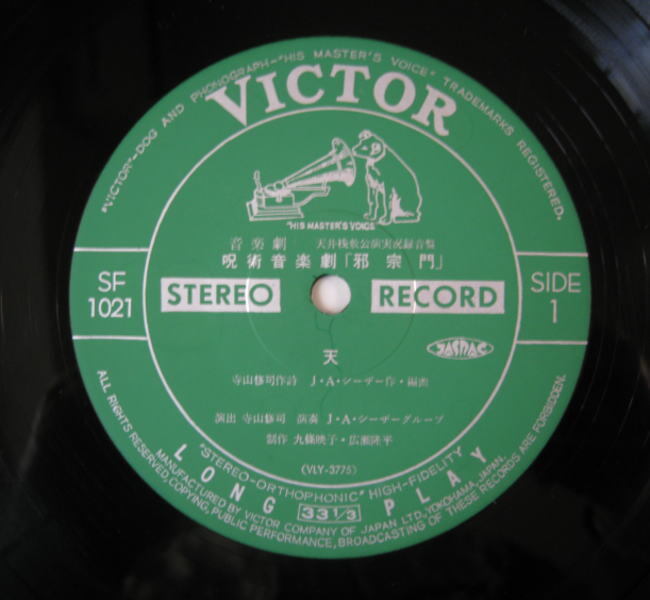 "VICTOR"-DOG AND PHONOGRAPH-"HIS MASTER'S VOICE" TRADEMARKS REGISTERED.
VICTOR
"HIS MASTER'S VOICE"
音楽劇 天井桟敷公演実況録音盤
呪術音楽劇「邪宗門」
SF
1021
STEREO
RECORD
SIDE
1
JASRAC
天
寺山修司作詩 J・A・シーザー作・編曲
演出 寺山修司 演奏 J・A・シーザーグループ
制作 九條映子・広瀬隆平
(VLY-3775)
"STEREO-ORTHOPHONIC" HIGH-FIDELITY
LONG 33 1/3 PLAY
MANUFACTURED BY VICTOR COMPANY OF JAPAN LTD., YOKOHAMA, JAPAN.
ALL RIGHTS RESERVED, COPYING, PUBLIC PERFORMANCE, BROADCASTING OF THESE RECORDS ARE FORBIDDEN.